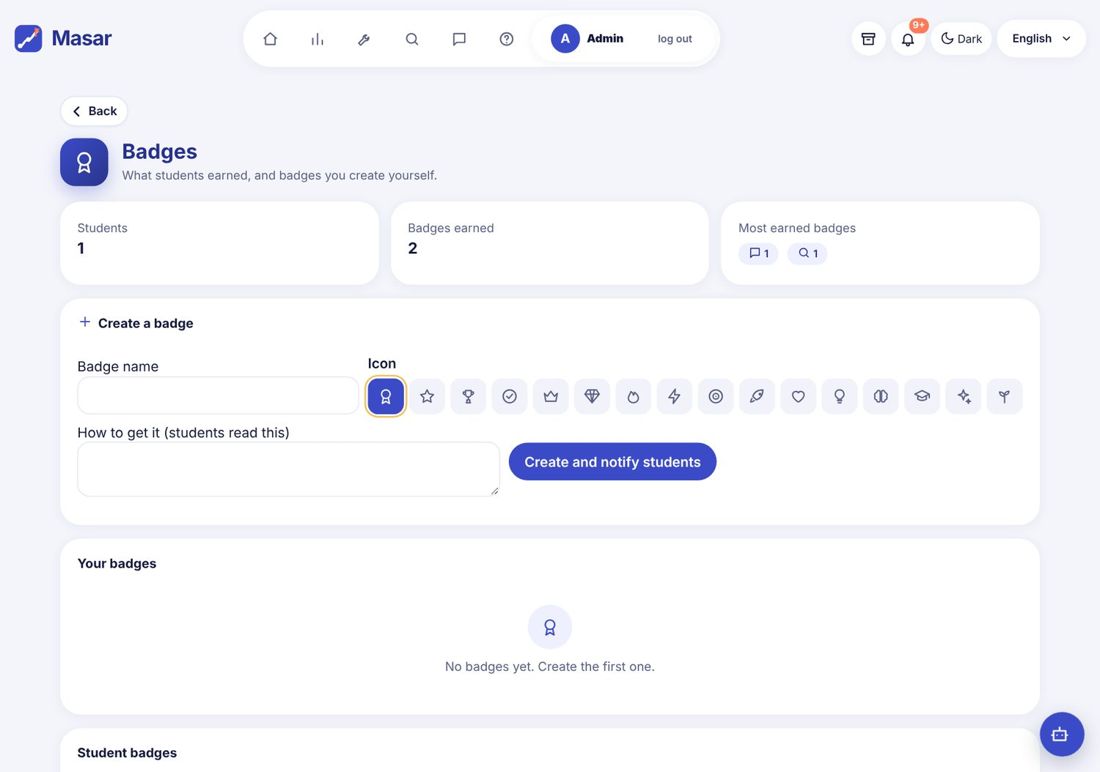 Masar
A Admin
log out
9+
Dark
English
Back
Badges
What students earned, and badges you create yourself.
Students
1
Badges earned
2
Most earned badges
1 1
+ Create a badge
Badge name
Icon
How to get it (students read this)
Create and notify students
Your badges
No badges yet. Create the first one.
Student badges